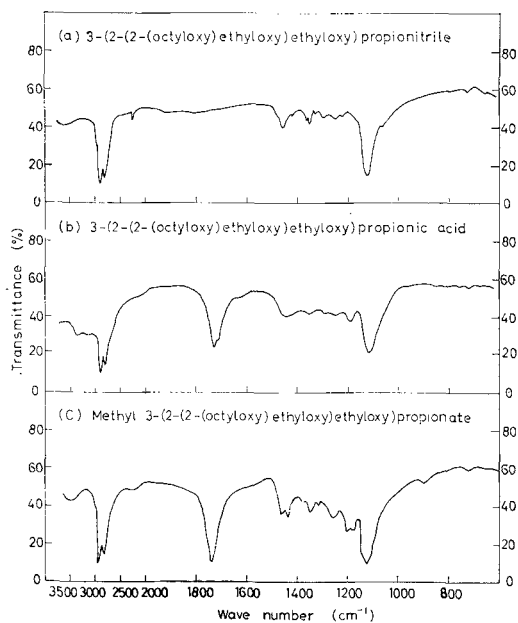 (a) 3-(2-(2-(octyloxy)ethyloxy)ethyloxy)propionitrile
80 80
60 60
40 40
20 20
0 0
(b) 3-(2-(2-(octyloxy)ethyloxy)ethyloxy)propionic acid
80 80
60 60
40 40
20 20
0 0
(C) Methyl 3-(2-(2-(octyloxy)ethyloxy)ethyloxy)propionate
80 80
60 60
40 40
20 20
0 0
.Transmittance (%)
3500 3000 2500 2200 1800 1400 1200 800
Wave number (cm⁻¹)